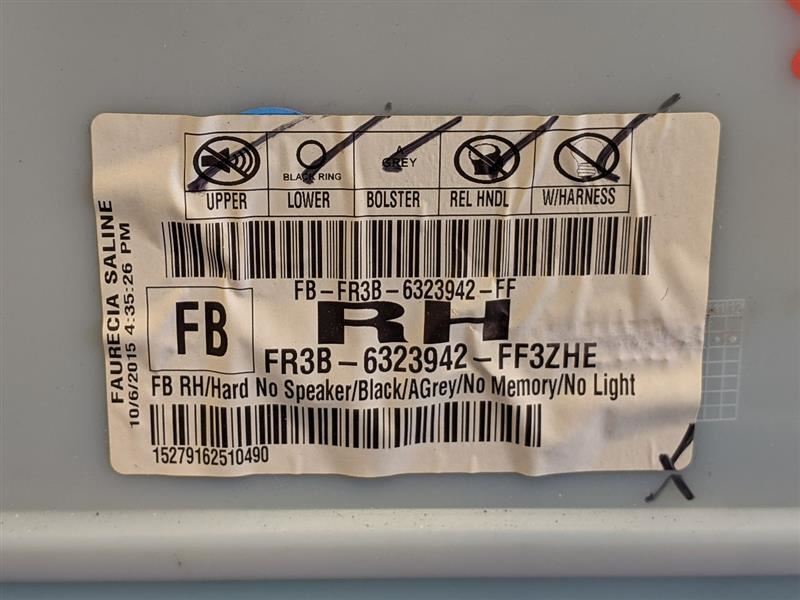 A
GREY
BLACK RING
UPPER LOWER BOLSTER REL HNDL W/HARNESS
FAURECIA SALINE
10/6/2015 4:35:26 PM
FB-FR3B-6323942-FF
FB
RH
FR3B-6323942-FF3ZHE
FB RH/Hard No Speaker/Black/AGrey/No Memory/No Light
15279162510490